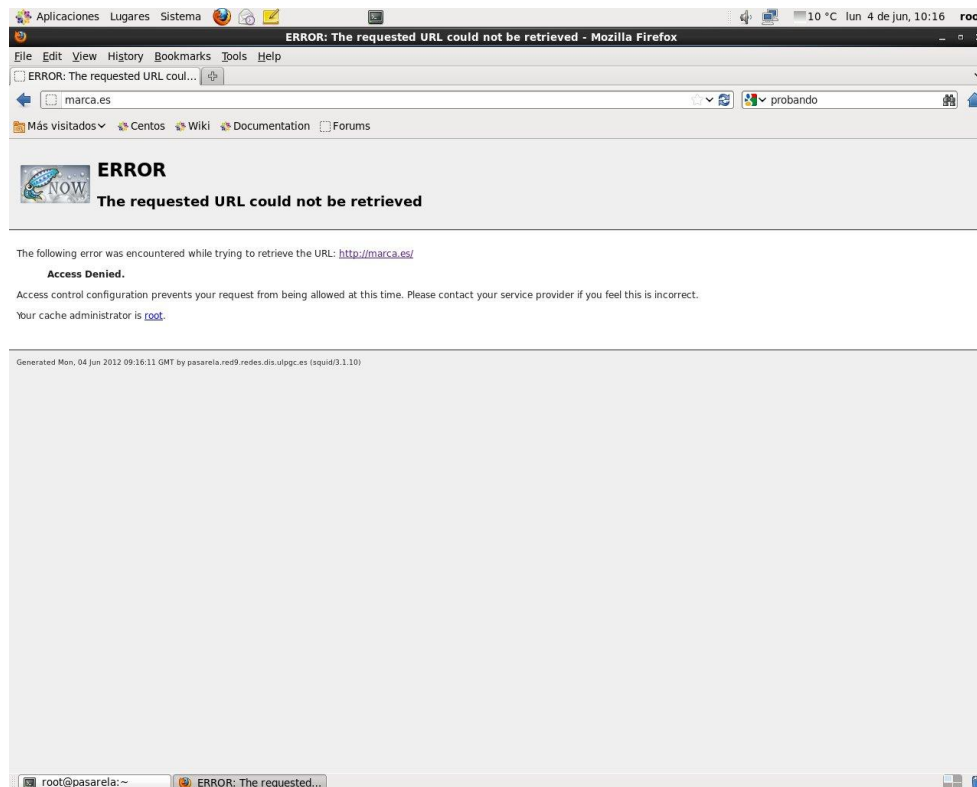 Aplicaciones Lugares Sistema 10 °C lun 4 de jun, 10:16
ERROR: The requested URL could not be retrieved - Mozilla Firefox
File Edit View History Bookmarks Tools Help
ERROR: The requested URL coul...
marca.es probando
Más visitados Centos Wiki Documentation Forums
NOW
ERROR
The requested URL could not be retrieved
The following error was encountered while trying to retrieve the URL: http://marca.es/
Access Denied.
Access control configuration prevents your request from being allowed at this time. Please contact your service provider if you feel this is incorrect.
Your cache administrator is root.
Generated Mon, 04 Jun 2012 09:16:11 GMT by pasarela.red9.redes.dis.ulpgc.es (squid/3.1.10)
root@pasarela:~ ERROR: The requested...